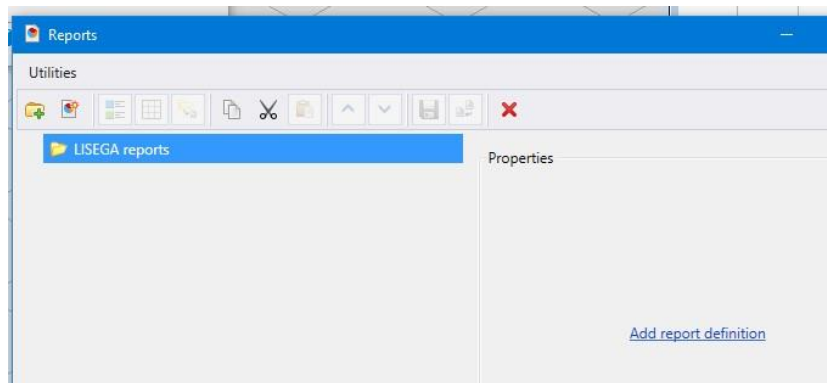 Reports
Utilities
LISEGA reports
Properties
Add report definition